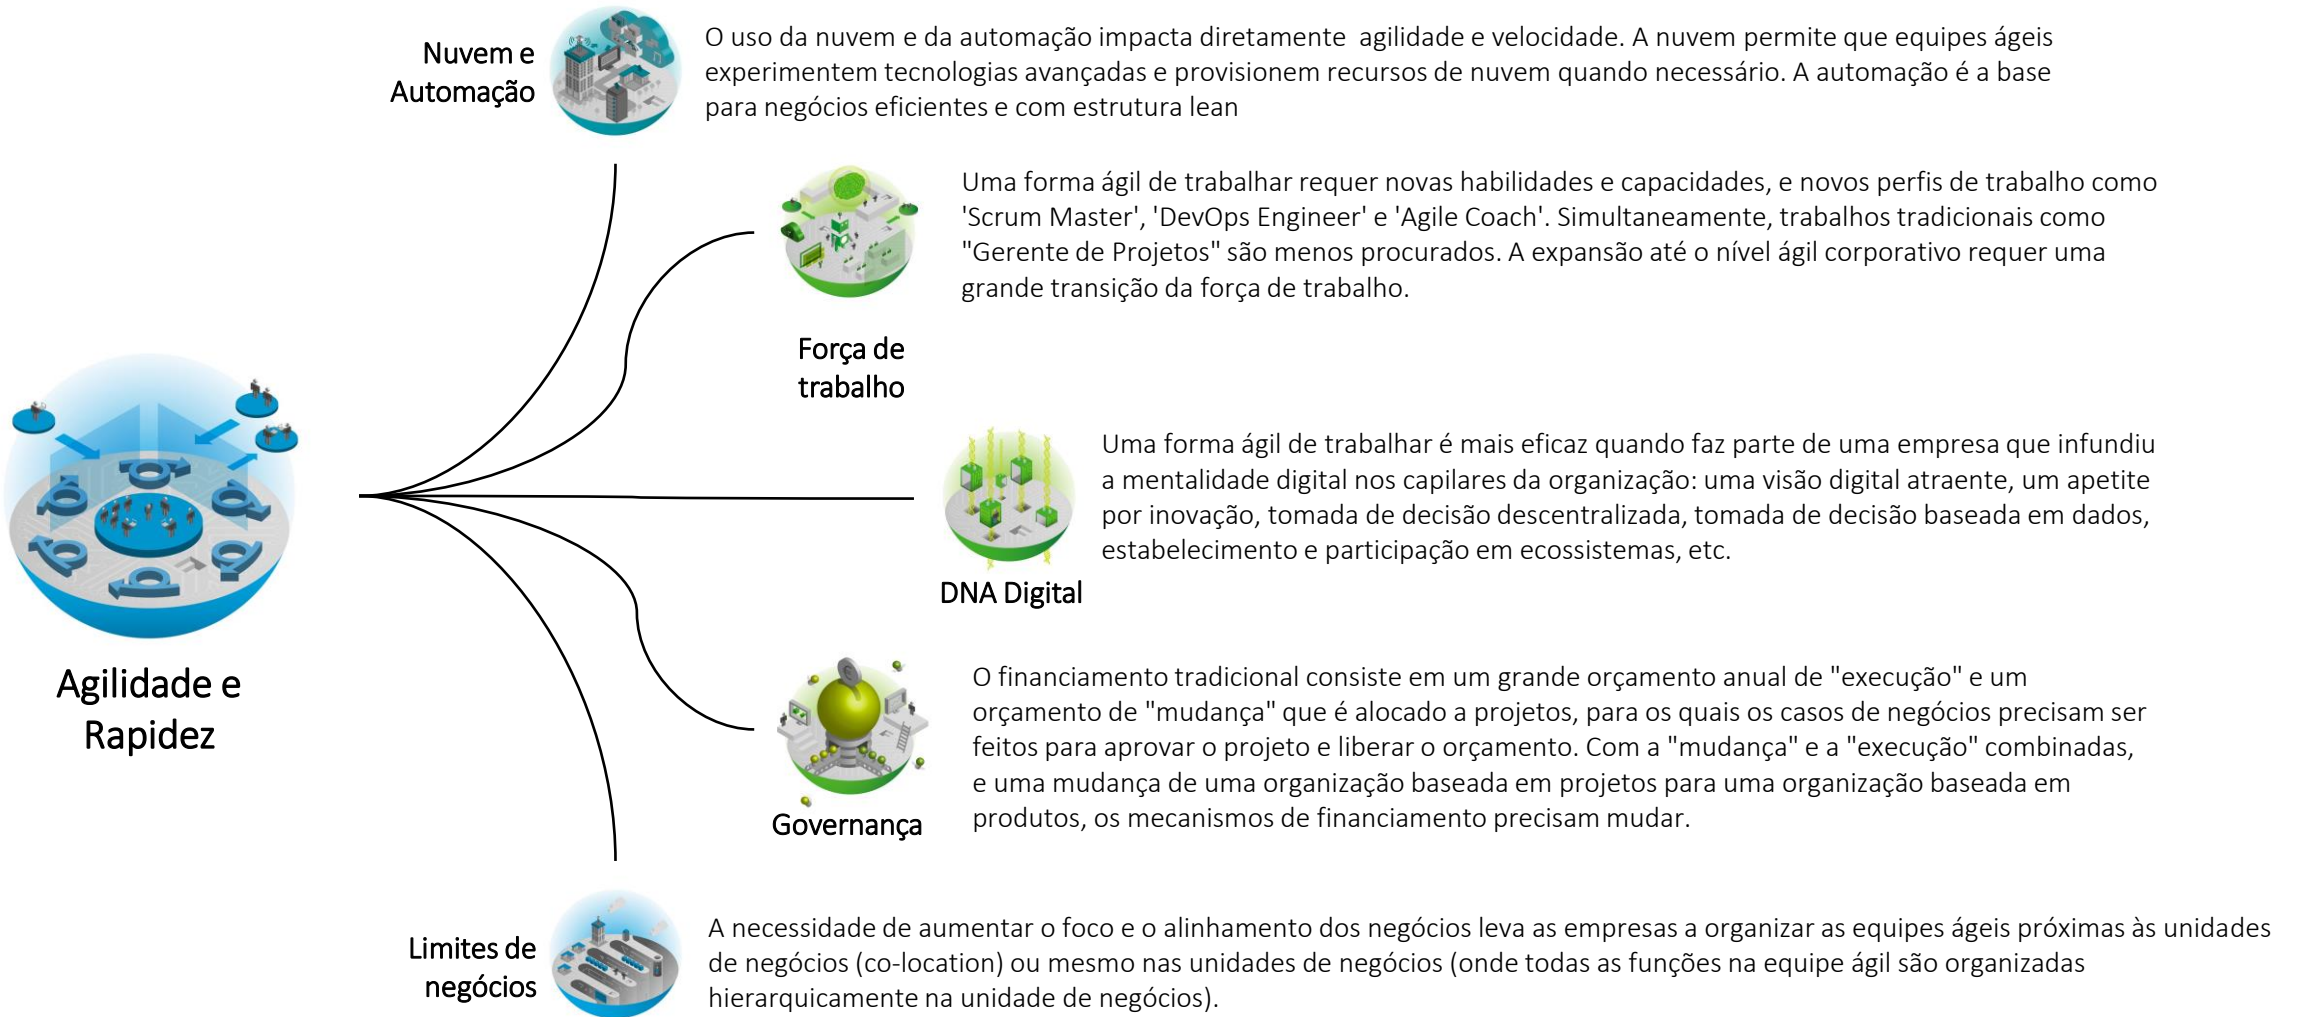 Nuvem e
Automação
O uso da nuvem e da automação impacta diretamente  agilidade e velocidade. A nuvem permite que equipes ágeis
experimentem tecnologias avançadas e provisionem recursos de nuvem quando necessário. A automação é a base
para negócios eficientes e com estrutura lean
Uma forma ágil de trabalhar requer novas habilidades e capacidades, e novos perfis de trabalho como
'Scrum Master', 'DevOps Engineer' e 'Agile Coach'. Simultaneamente, trabalhos tradicionais como
"Gerente de Projetos" são menos procurados. A expansão até o nível ágil corporativo requer uma
grande transição da força de trabalho.
Força de
trabalho
Uma forma ágil de trabalhar é mais eficaz quando faz parte de uma empresa que infundiu
a mentalidade digital nos capilares da organização: uma visão digital atraente, um apetite
por inovação, tomada de decisão descentralizada, tomada de decisão baseada em dados,
estabelecimento e participação em ecossistemas, etc.
DNA Digital
Agilidade e
Rapidez
O financiamento tradicional consiste em um grande orçamento anual de "execução" e um
orçamento de "mudança" que é alocado a projetos, para os quais os casos de negócios precisam ser
feitos para aprovar o projeto e liberar o orçamento. Com a "mudança" e a "execução" combinadas,
e uma mudança de uma organização baseada em projetos para uma organização baseada em
produtos, os mecanismos de financiamento precisam mudar.
Governança
Limites de
negócios
A necessidade de aumentar o foco e o alinhamento dos negócios leva as empresas a organizar as equipes ágeis próximas às unidades
de negócios (co-location) ou mesmo nas unidades de negócios (onde todas as funções na equipe ágil são organizadas
hierarquicamente na unidade de negócios).